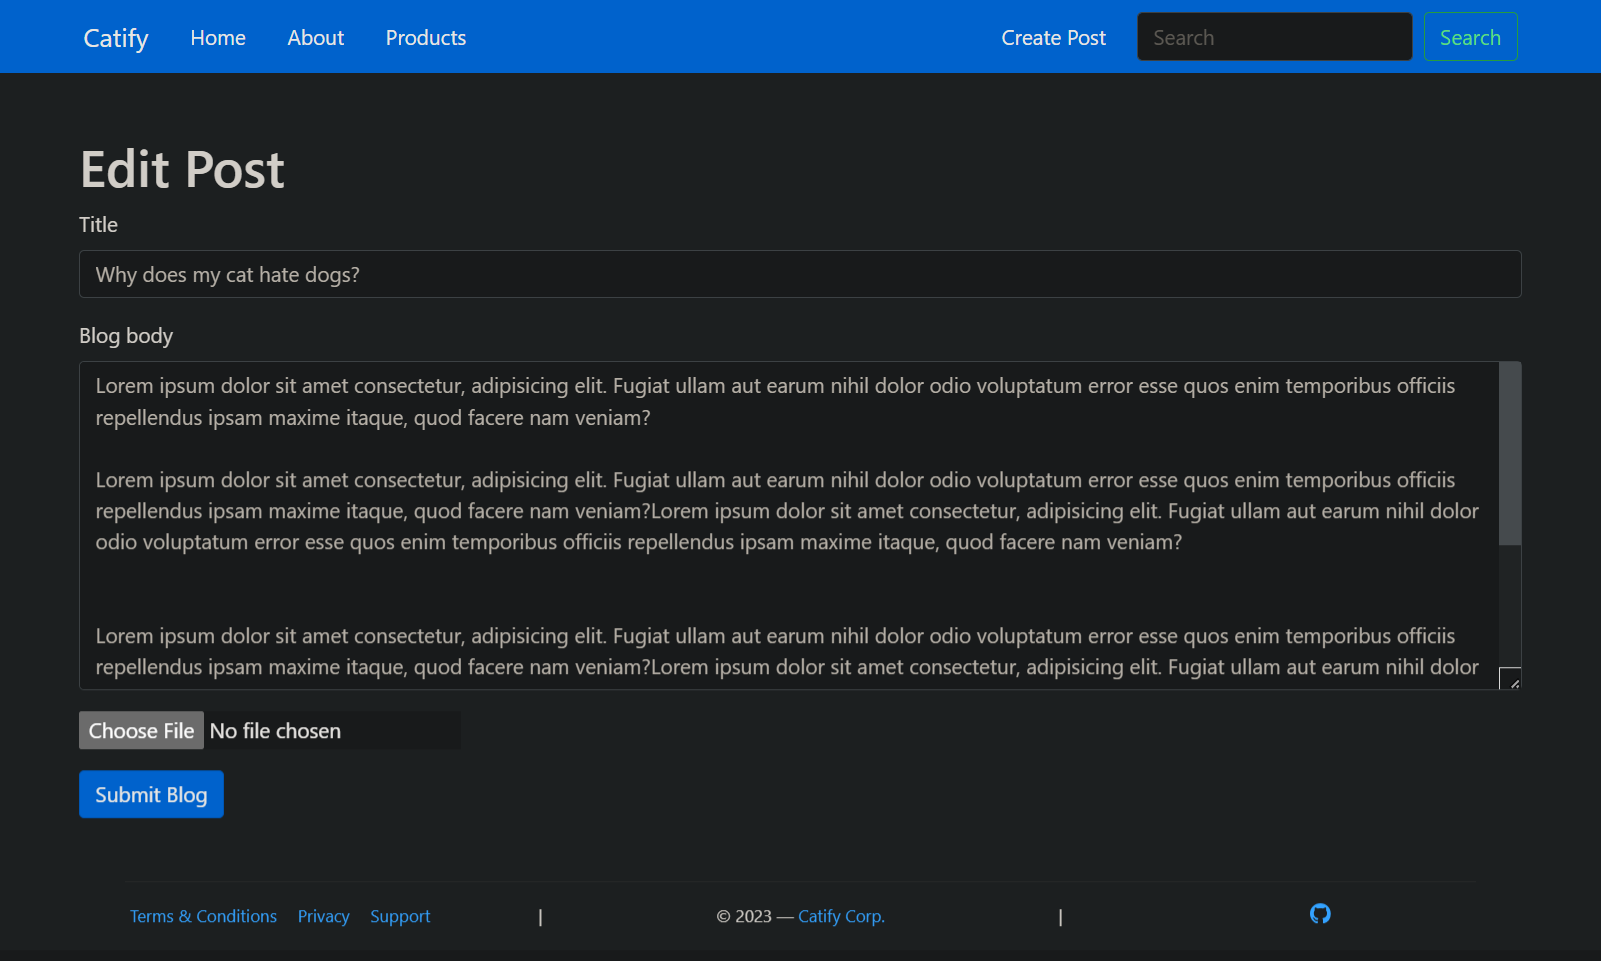 Catify Home About Products Create Post Search Search
Edit Post
Title
Why does my cat hate dogs?
Blog body
Lorem ipsum dolor sit amet consectetur, adipisicing elit. Fugiat ullam aut earum nihil dolor odio voluptatum error esse quos enim temporibus officiis
repellendus ipsam maxime itaque, quod facere nam veniam?
Lorem ipsum dolor sit amet consectetur, adipisicing elit. Fugiat ullam aut earum nihil dolor odio voluptatum error esse quos enim temporibus officiis
repellendus ipsam maxime itaque, quod facere nam veniam?Lorem ipsum dolor sit amet consectetur, adipisicing elit. Fugiat ullam aut earum nihil dolor
odio voluptatum error esse quos enim temporibus officiis repellendus ipsam maxime itaque, quod facere nam veniam?
Lorem ipsum dolor sit amet consectetur, adipisicing elit. Fugiat ullam aut earum nihil dolor odio voluptatum error esse quos enim temporibus officiis
repellendus ipsam maxime itaque, quod facere nam veniam?Lorem ipsum dolor sit amet consectetur, adipisicing elit. Fugiat ullam aut earum nihil dolor
Choose File No file chosen
Submit Blog
Terms & Conditions Privacy Support | © 2023 — Catify Corp. |